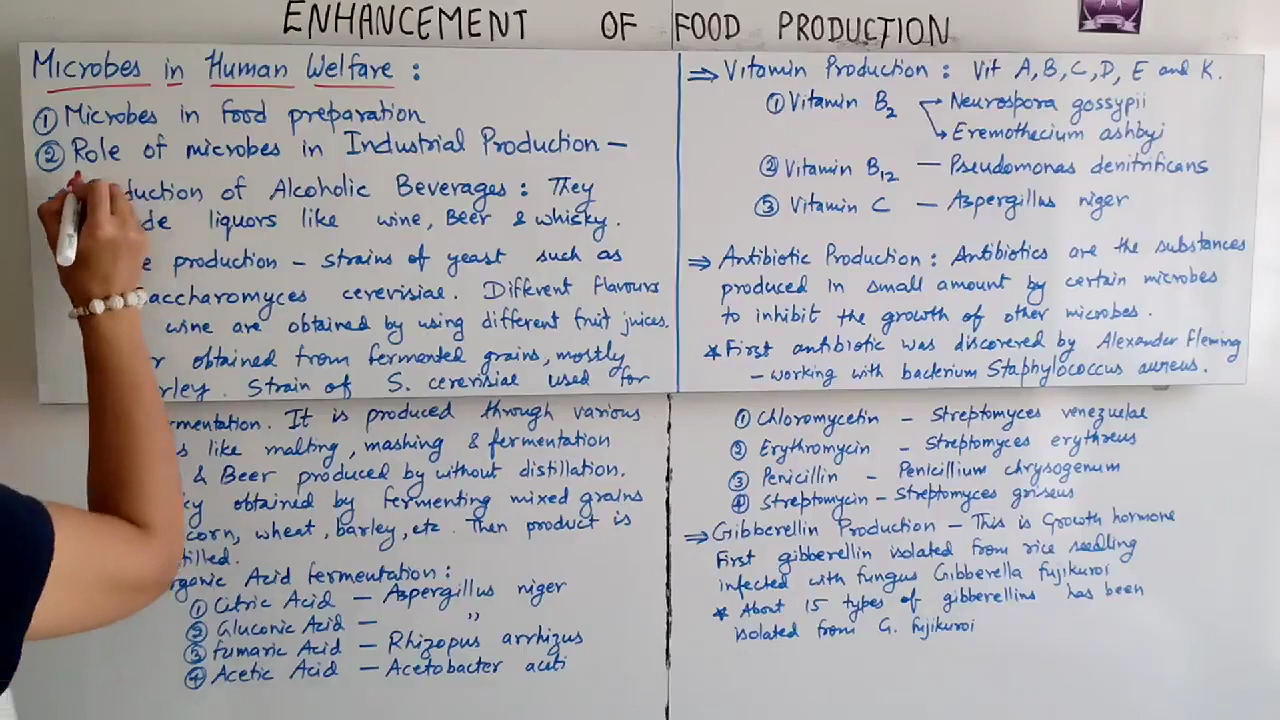 ENHANCEMENT OF FOOD PRODUCTION
Microbes in Human Welfare :
① Microbes in food preparation
② Role of microbes in Industrial Production –
duction of Alcoholic Beverages : They
de liquors like wine, Beer & whisky.
e production – strains of yeast such as
accharomyces cerevisiae. Different flavours
wine are obtained by using different fruit juices.
r obtained from fermented grains, mostly
rley. Strain of S. cerevisiae used for
rmentation. It is produced through various
s like malting, mashing & fermentation
& Beer produced by without distillation.
ky obtained by fermenting mixed grains
corn, wheat, barley, etc. Then product is
tilled.
rganic Acid fermentation :
① Citric Acid – Aspergillus niger
② Gluconic Acid – "
③ fumaric Acid – Rhizopus arrhizus
④ Acetic Acid – Acetobacter aceti
⇒ Vitamin Production : Vit A, B, C, D, E and K.
① Vitamin B₂ → Neurospora gossypii
→ Eremothecium ashbyi
② Vitamin B₁₂ – Pseudomonas denitrificans
③ Vitamin C – Aspergillus niger
⇒ Antibiotic Production : Antibiotics are the substances
produced in small amount by certain microbes
to inhibit the growth of other microbes.
* First antibiotic was discovered by Alexander Fleming
– working with bacterium Staphylococcus aureus.
① Chloromycetin – Streptomyces venezuelae
② Erythromycin – Streptomyces erythreus
③ Penicillin – Penicillium chrysogenum
④ Streptomycin – Streptomyces griseus
⇒ Gibberellin Production – This is Growth hormone
First gibberellin isolated from rice seedling
infected with fungus Gibberella fujikuroi
* About 15 types of gibberellins has been
isolated from G. fujikuroi